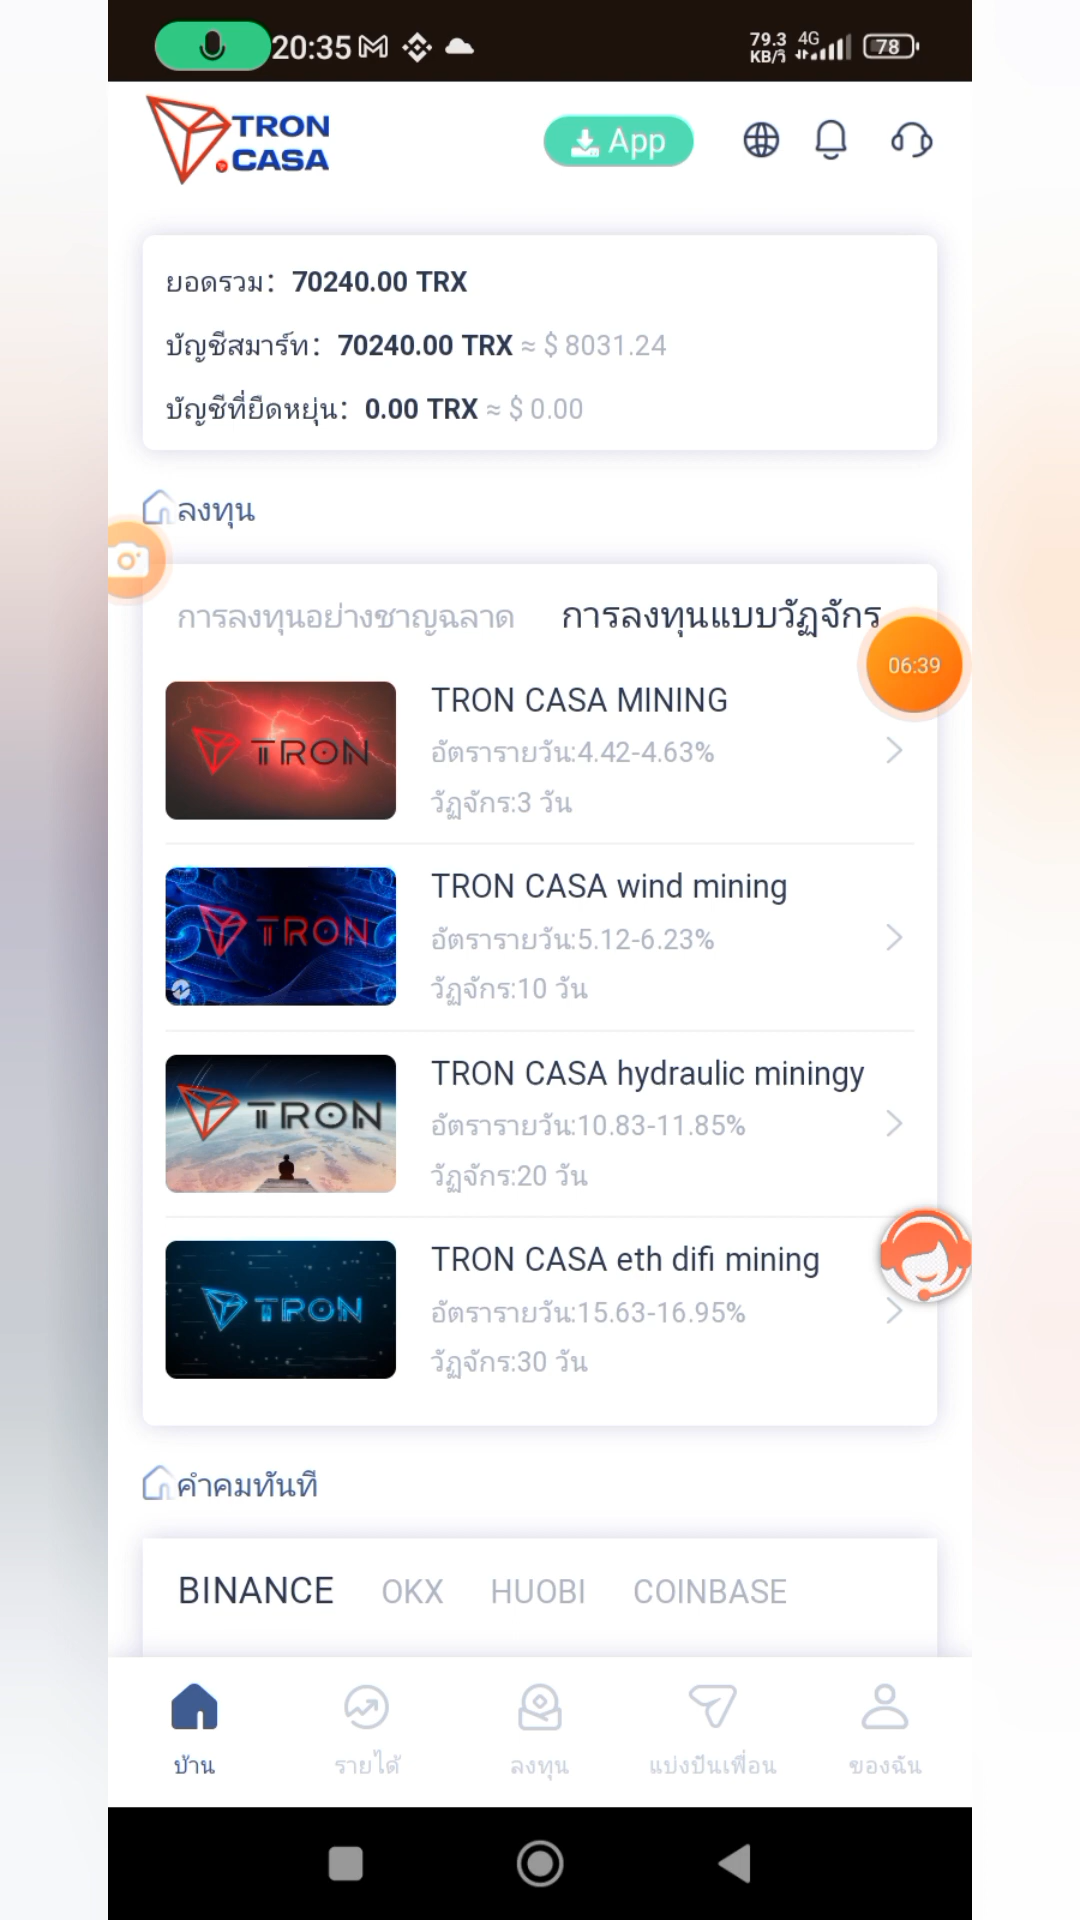 20:35
79.3 KB/วิ 4G 78
TRON CASA
App
ยอดรวม: 70240.00 TRX
บัญชีสมาร์ท: 70240.00 TRX ≈ $ 8031.24
บัญชีที่ยืดหยุ่น: 0.00 TRX ≈ $ 0.00
ลงทุน
การลงทุนอย่างชาญฉลาด การลงทุนแบบวัฏจักร
06:39
TRON
TRON CASA MINING
อัตรารายวัน:4.42-4.63%
วัฏจักร:3 วัน
TRON
TRON CASA wind mining
อัตรารายวัน:5.12-6.23%
วัฏจักร:10 วัน
TRON
TRON CASA hydraulic miningy
อัตรารายวัน:10.83-11.85%
วัฏจักร:20 วัน
TRON
TRON CASA eth difi mining
อัตรารายวัน:15.63-16.95%
วัฏจักร:30 วัน
คำคมทันที
BINANCE OKX HUOBI COINBASE
บ้าน รายได้ ลงทุน แบ่งปันเพื่อน ของฉัน